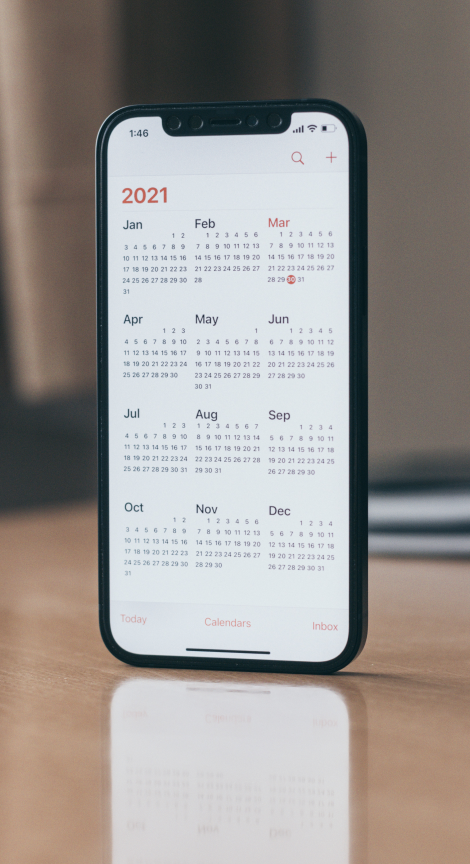 1:46
2021
Jan
1 2
3 4 5 6 7 8 9
10 11 12 13 14 15 16
17 18 19 20 21 22 23
24 25 26 27 28 29 30
31
Feb
1 2 3 4 5 6
7 8 9 10 11 12 13
14 15 16 17 18 19 20
21 22 23 24 25 26 27
28
Mar
1 2 3 4 5 6
7 8 9 10 11 12 13
14 15 16 17 18 19 20
21 22 23 24 25 26 27
28 29 30 31
Apr
1 2 3
4 5 6 7 8 9 10
11 12 13 14 15 16 17
18 19 20 21 22 23 24
25 26 27 28 29 30
May
1
2 3 4 5 6 7 8
9 10 11 12 13 14 15
16 17 18 19 20 21 22
23 24 25 26 27 28 29
30 31
Jun
1 2 3 4 5
6 7 8 9 10 11 12
13 14 15 16 17 18 19
20 21 22 23 24 25 26
27 28 29 30
Jul
1 2 3
4 5 6 7 8 9 10
11 12 13 14 15 16 17
18 19 20 21 22 23 24
25 26 27 28 29 30 31
Aug
1 2 3 4 5 6 7
8 9 10 11 12 13 14
15 16 17 18 19 20 21
22 23 24 25 26 27 28
29 30 31
Sep
1 2 3 4
5 6 7 8 9 10 11
12 13 14 15 16 17 18
19 20 21 22 23 24 25
26 27 28 29 30
Oct
1 2
3 4 5 6 7 8 9
10 11 12 13 14 15 16
17 18 19 20 21 22 23
24 25 26 27 28 29 30
31
Nov
1 2 3 4 5 6
7 8 9 10 11 12 13
14 15 16 17 18 19 20
21 22 23 24 25 26 27
28 29 30
Dec
1 2 3 4
5 6 7 8 9 10 11
12 13 14 15 16 17 18
19 20 21 22 23 24 25
26 27 28 29 30 31
Today
Calendars
Inbox